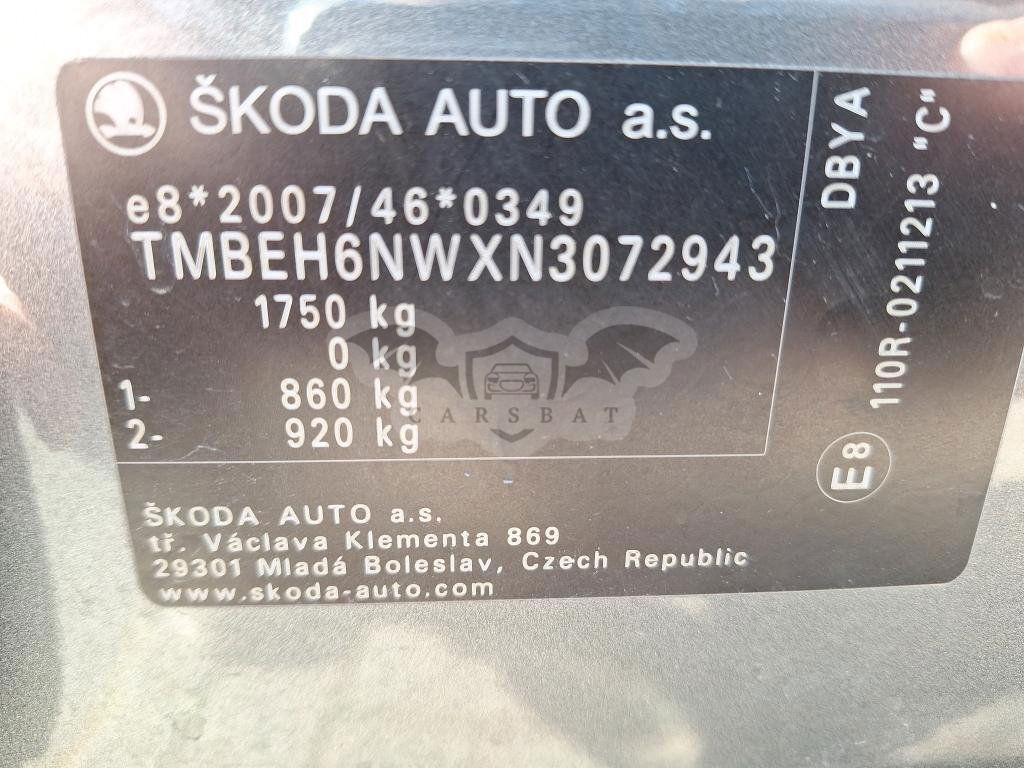 ŠKODA AUTO a.s.
e8*2007/46*0349
TMBEH6NWXN3072943
1750 kg
0 kg
1- 860 kg
2- 920 kg
ŠKODA AUTO a.s.
tř. Václava Klementa 869
29301 Mladá Boleslav, Czech Republic
www.skoda-auto.com
DBYA
E8 110R-0211213 "C"
CARSBAT